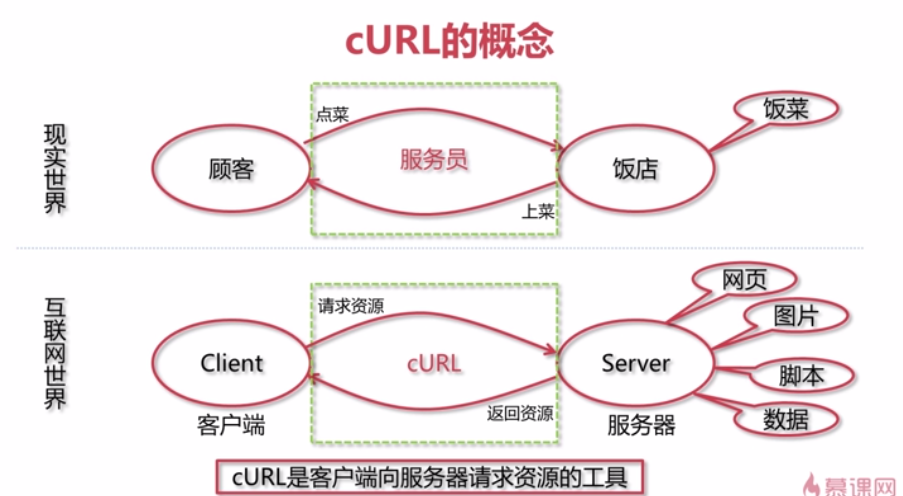 cURL的概念
现实世界
点菜
顾客
服务员
饭店
饭菜
上菜
互联网世界
请求资源
Client
客户端
cURL
返回资源
Server
服务器
网页
图片
脚本
数据
cURL是客户端向服务器请求资源的工具
慕课网